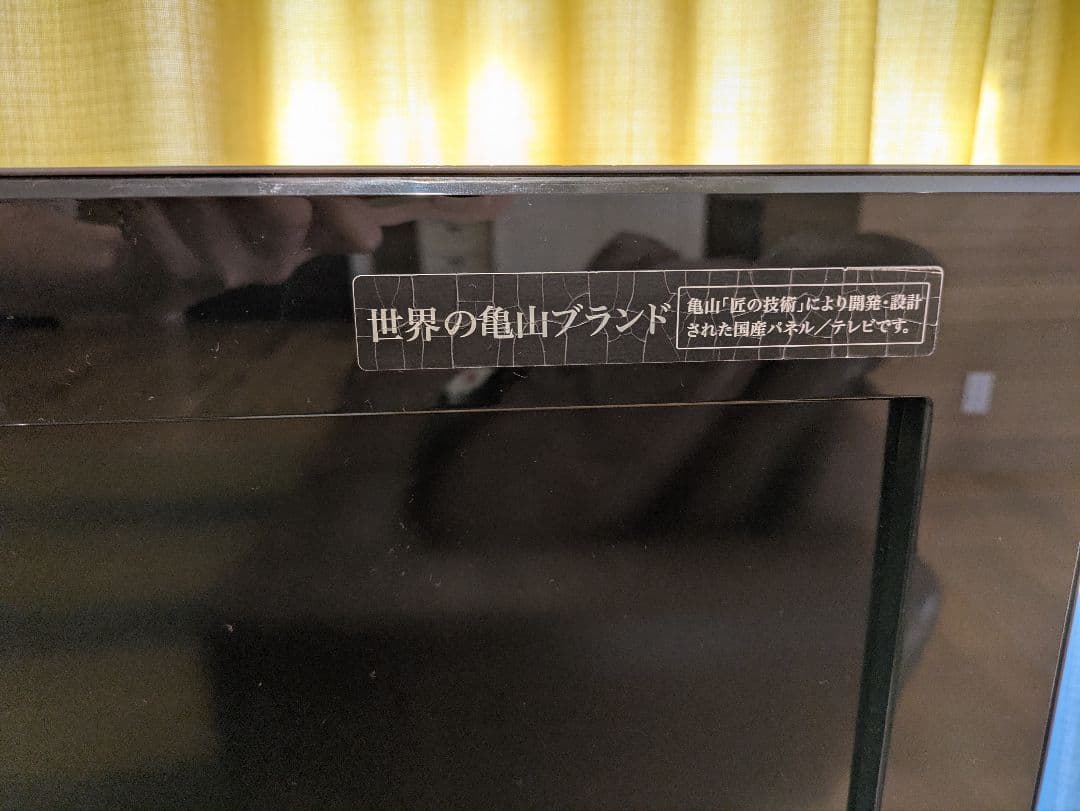 世界の亀山ブランド
亀山「匠の技術」により開発・設計
された国産パネル／テレビです。